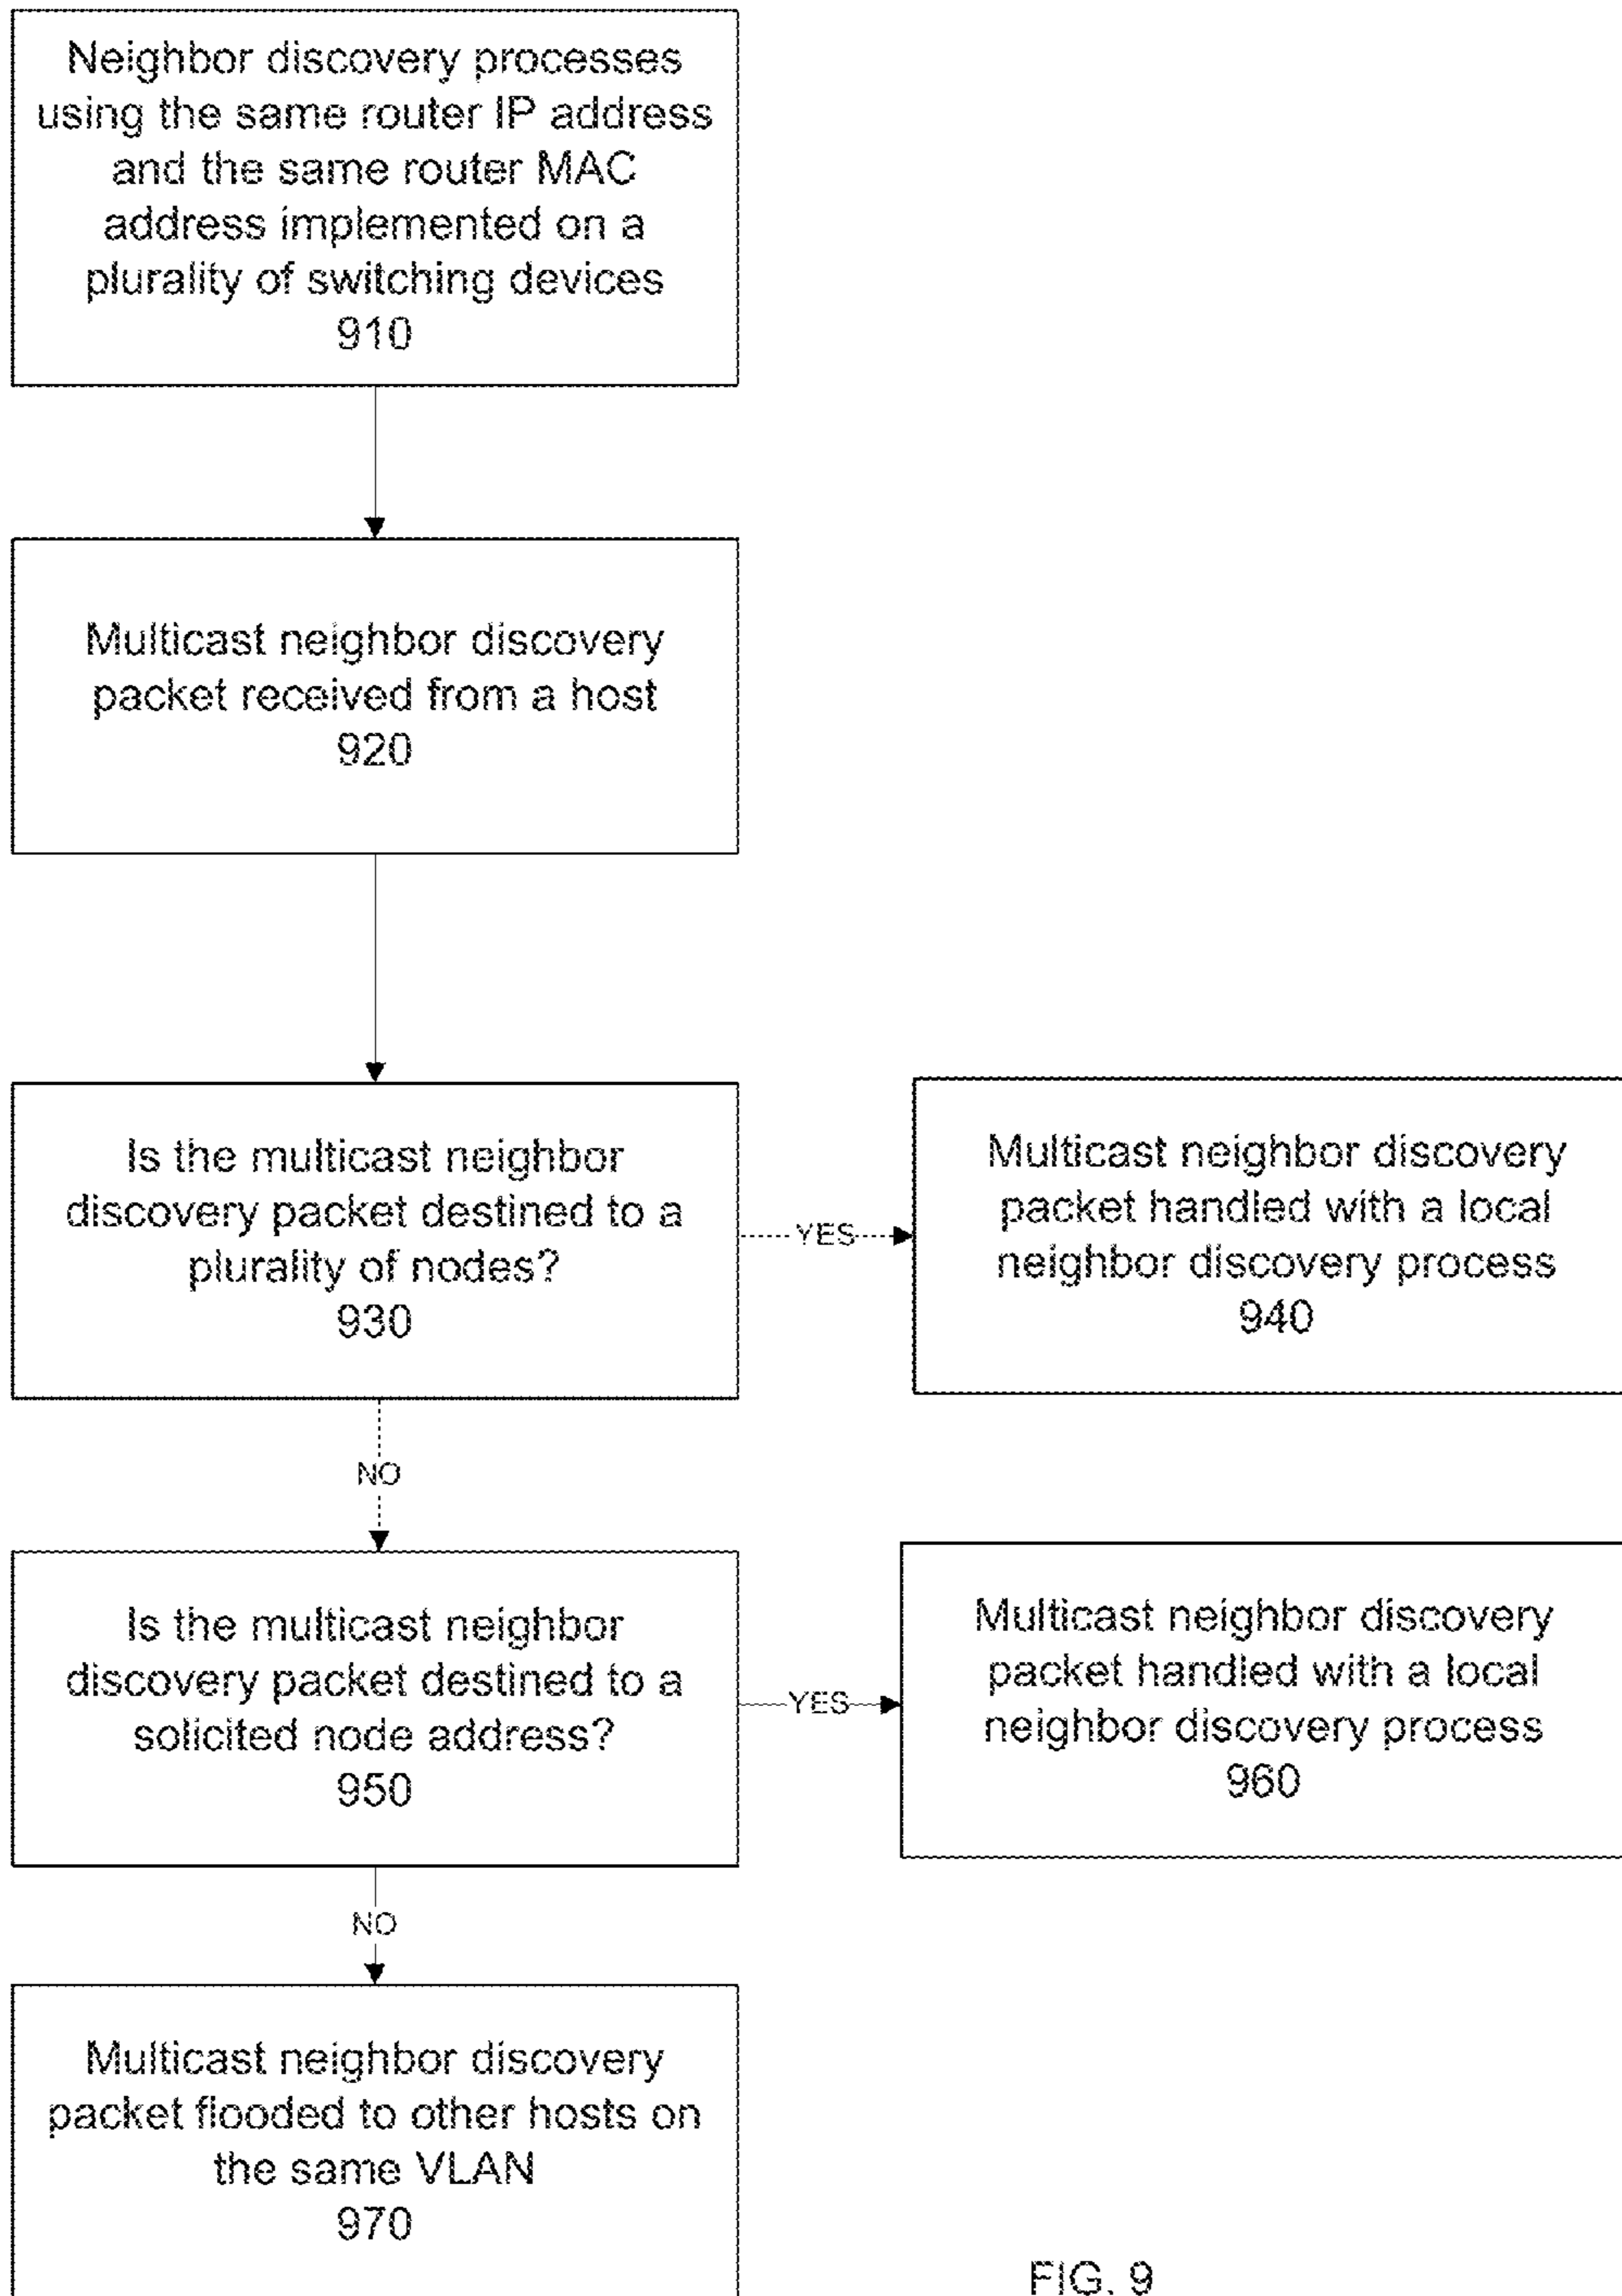 Neighbor discovery processes
using the same router IP address
and the same router MAC
address implemented on a
plurality of switching devices
910
Multicast neighbor discovery
packet received from a host
920
Is the multicast neighbor
discovery packet destined to a
plurality of nodes?
930
YES
Multicast neighbor discovery
packet handled with a local
neighbor discovery process
940
NO
Is the multicast neighbor
discovery packet destined to a
solicited node address?
950
YES
Multicast neighbor discovery
packet handled with a local
neighbor discovery process
960
NO
Multicast neighbor discovery
packet flooded to other hosts on
the same VLAN
970
FIG. 9